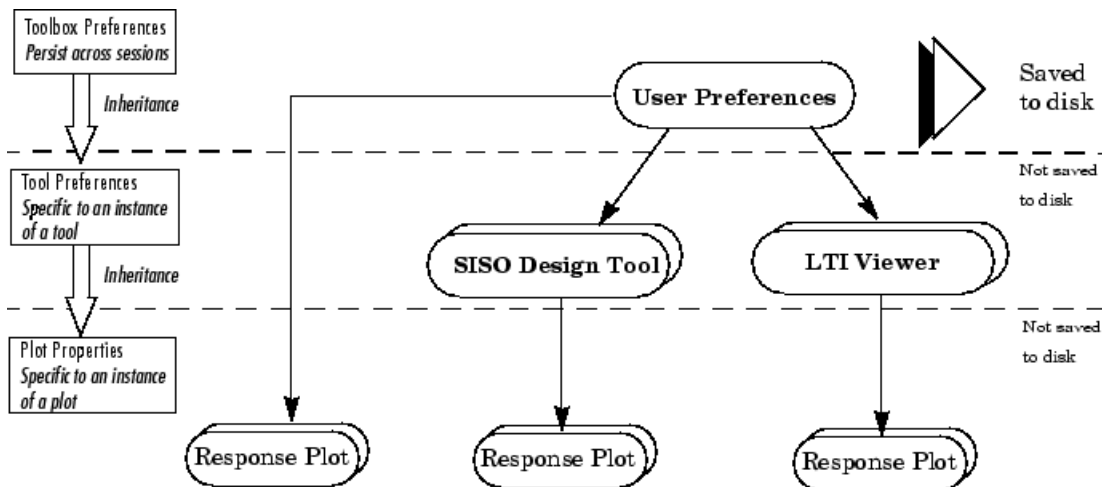 Toolbox Preferences
Persist across sessions
Inheritance
User Preferences
Saved
to disk
Tool Preferences
Specific to an instance
of a tool
Not saved
to disk
Inheritance
SISO Design Tool
LTI Viewer
Plot Properties
Specific to an instance
of a plot
Not saved
to disk
Response Plot
Response Plot
Response Plot